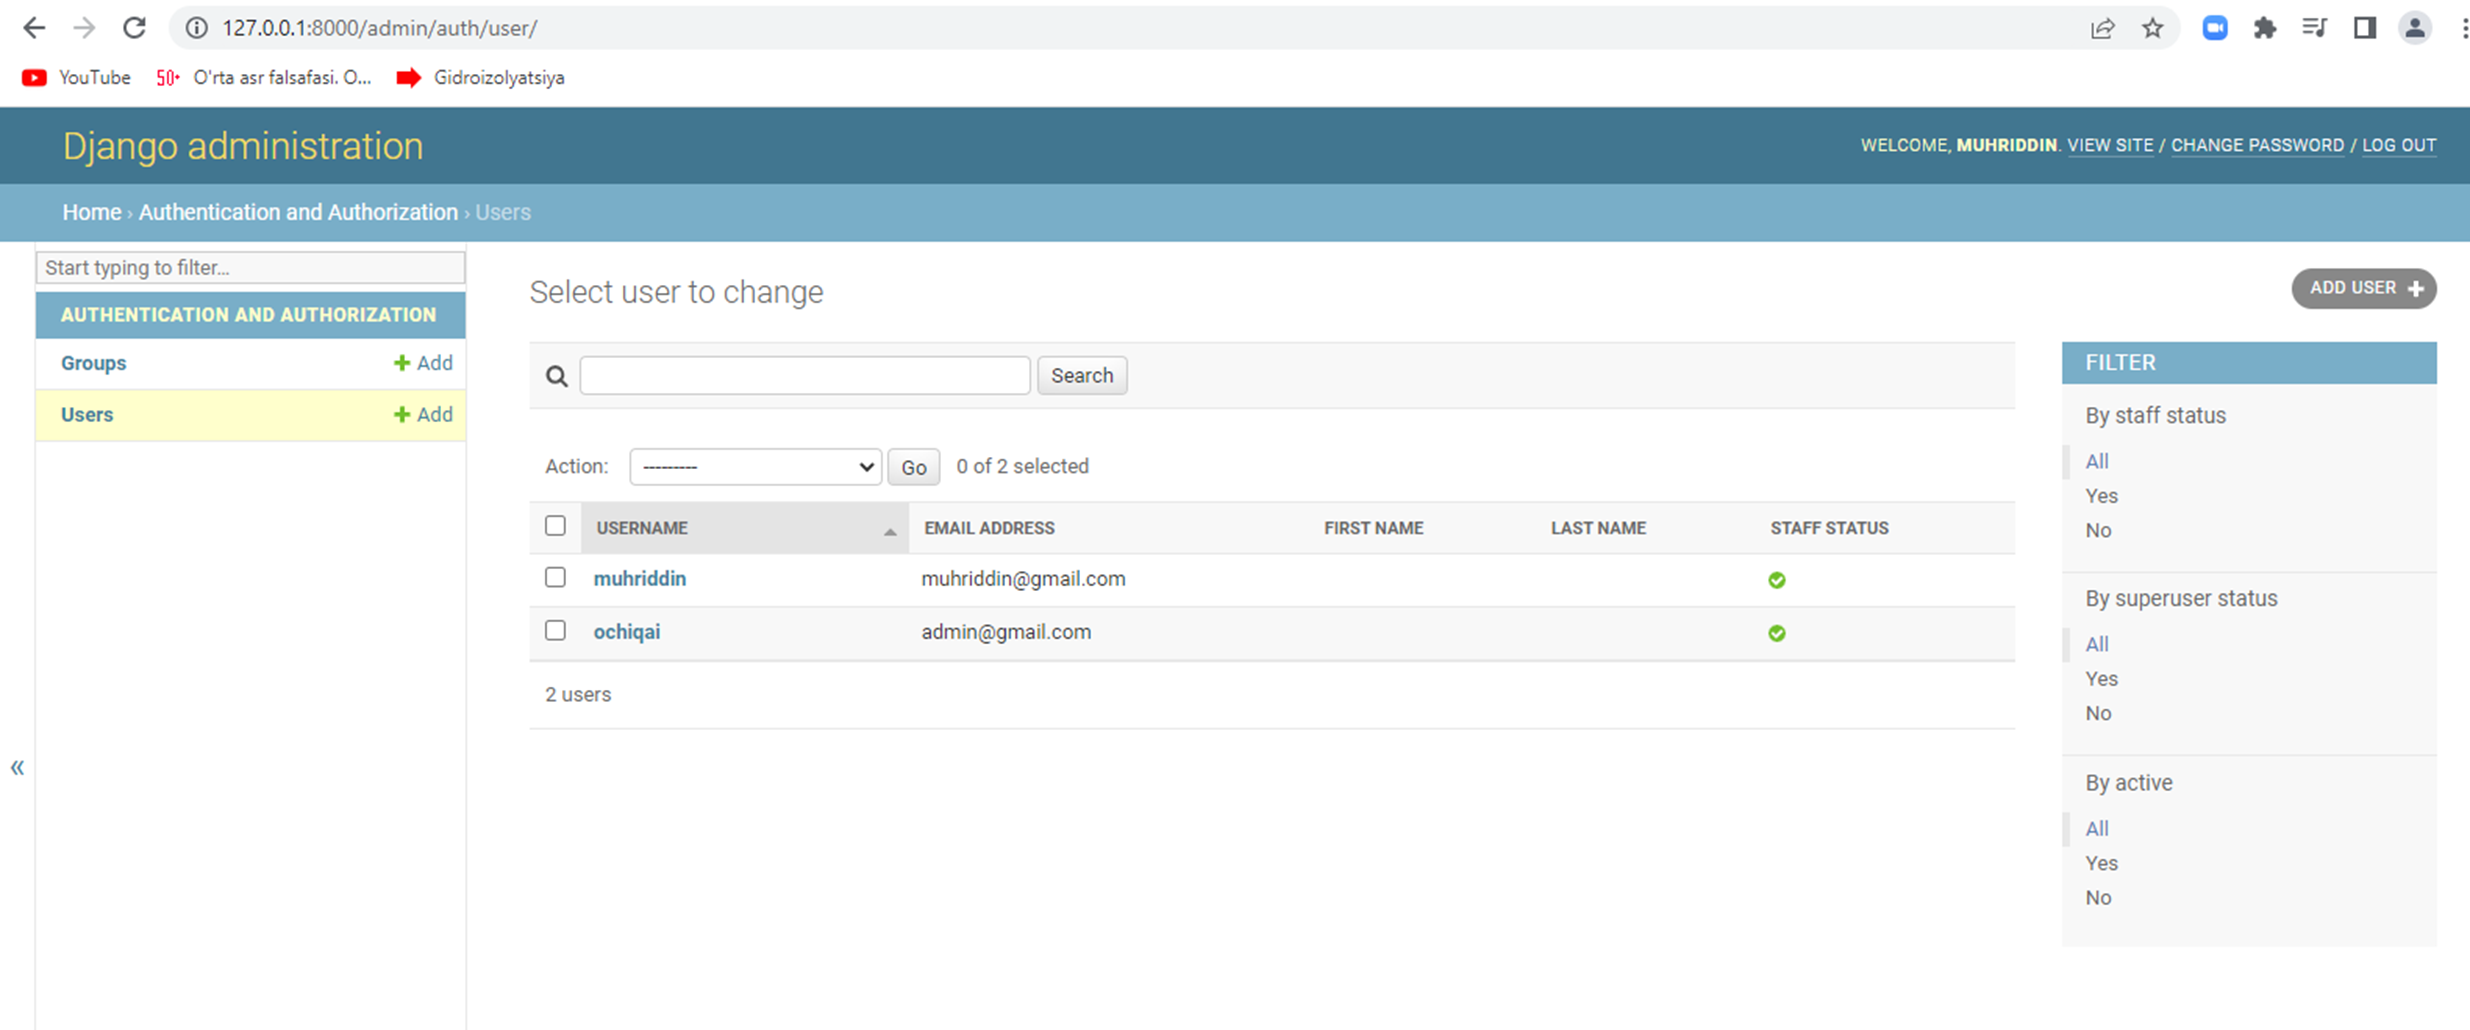 127.0.0.1:8000/admin/auth/user/
YouTube 50+ O'rta asr falsafasi. O... Gidroizolyatsiya
Django administration
WELCOME, MUHRIDDIN. VIEW SITE / CHANGE PASSWORD / LOG OUT
Home › Authentication and Authorization › Users
Start typing to filter...
AUTHENTICATION AND AUTHORIZATION
Groups + Add
Users + Add
«
Select user to change
ADD USER +
Search
Action: --------- Go 0 of 2 selected
USERNAME EMAIL ADDRESS FIRST NAME LAST NAME STAFF STATUS
muhriddin muhriddin@gmail.com
ochiqai admin@gmail.com
2 users
FILTER
By staff status
All
Yes
No
By superuser status
All
Yes
No
By active
All
Yes
No